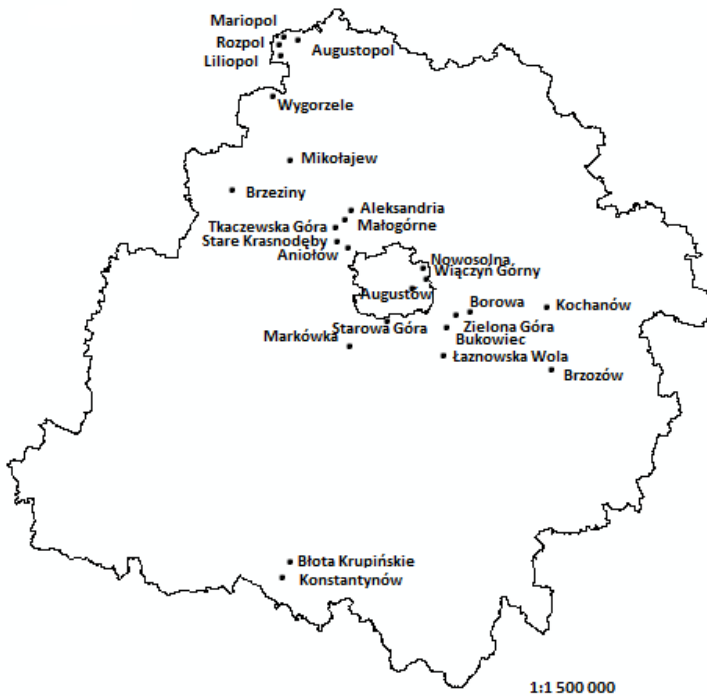 Mariopol
Rozpol
Augustopol
Liliopol
Wygorzele
Mikołajew
Brzeziny
Aleksandria
Małogórne
Tkaczewska Góra
Stare Krasnodęby
Aniołów
Nowosolna
Wiączyń Górny
Augustów
Borowa
Kochanów
Starowa Góra
Zielona Góra
Markówka
Bukowiec
Łaznowska Wola
Brzozów
Błota Krupińskie
Konstantynów
1:1 500 000